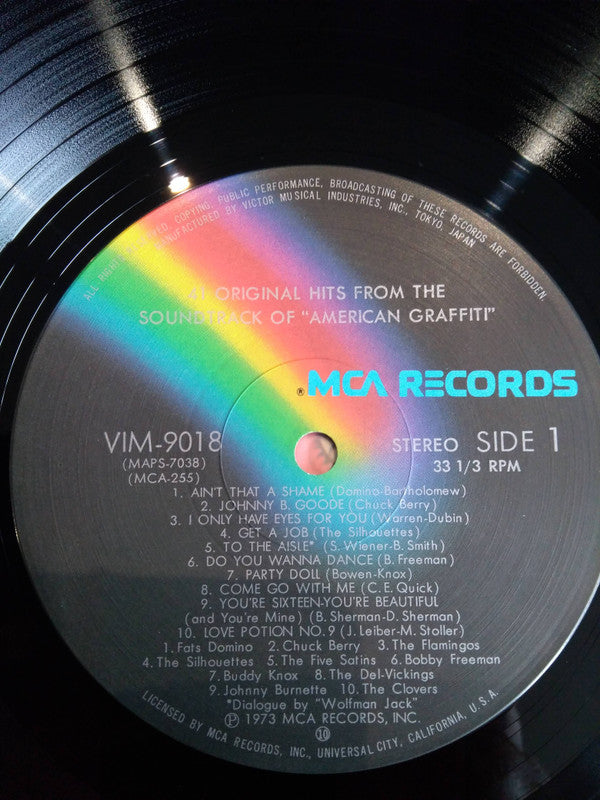 ALL RIGHTS RESERVED COPYING, PUBLIC PERFORMANCE, BROADCASTING OF THESE RECORDS ARE FORBIDDEN.
MANUFACTURED BY VICTOR MUSICAL INDUSTRIES, INC. TOKYO, JAPAN
41 ORIGINAL HITS FROM THE
SOUNDTRACK OF "AMERICAN GRAFFITI"
® MCA RECORDS
VIM-9018
(MAPS-7038)
(MCA-255)
STEREO SIDE 1
33 1/3 RPM
1. AIN'T THAT A SHAME (Domino-Bartholomew)
2. JOHNNY B. GOODE (Chuck Berry)
3. I ONLY HAVE EYES FOR YOU (Warren-Dubin)
4. GET A JOB (The Silhouettes)
5. TO THE AISLE* (S. Wiener-B. Smith)
6. DO YOU WANNA DANCE (B. Freeman)
7. PARTY DOLL (Bowen-Knox)
8. COME GO WITH ME (C.E. Quick)
9. YOU'RE SIXTEEN-YOU'RE BEAUTIFUL
(and You're Mine) (B. Sherman-D. Sherman)
10. LOVE POTION NO. 9 (J. Leiber-M. Stoller)
1. Fats Domino 2. Chuck Berry 3. The Flamingos
4. The Silhouettes 5. The Five Satins 6. Bobby Freeman
7. Buddy Knox 8. The Del-Vickings
9. Johnny Burnette 10. The Clovers
*Dialogue by "Wolfman Jack"
℗ 1973 MCA RECORDS, INC.
⑩
LICENSED BY MCA RECORDS, INC., UNIVERSAL CITY, CALIF., U.S.A.